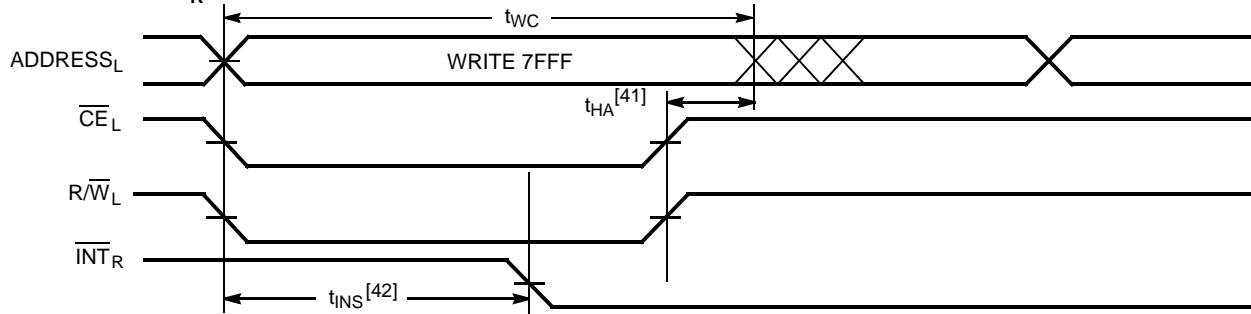 R
tWC
ADDRESSL
WRITE 7FFF
tHA[41]
CEL
R/WL
INTR
tINS[42]